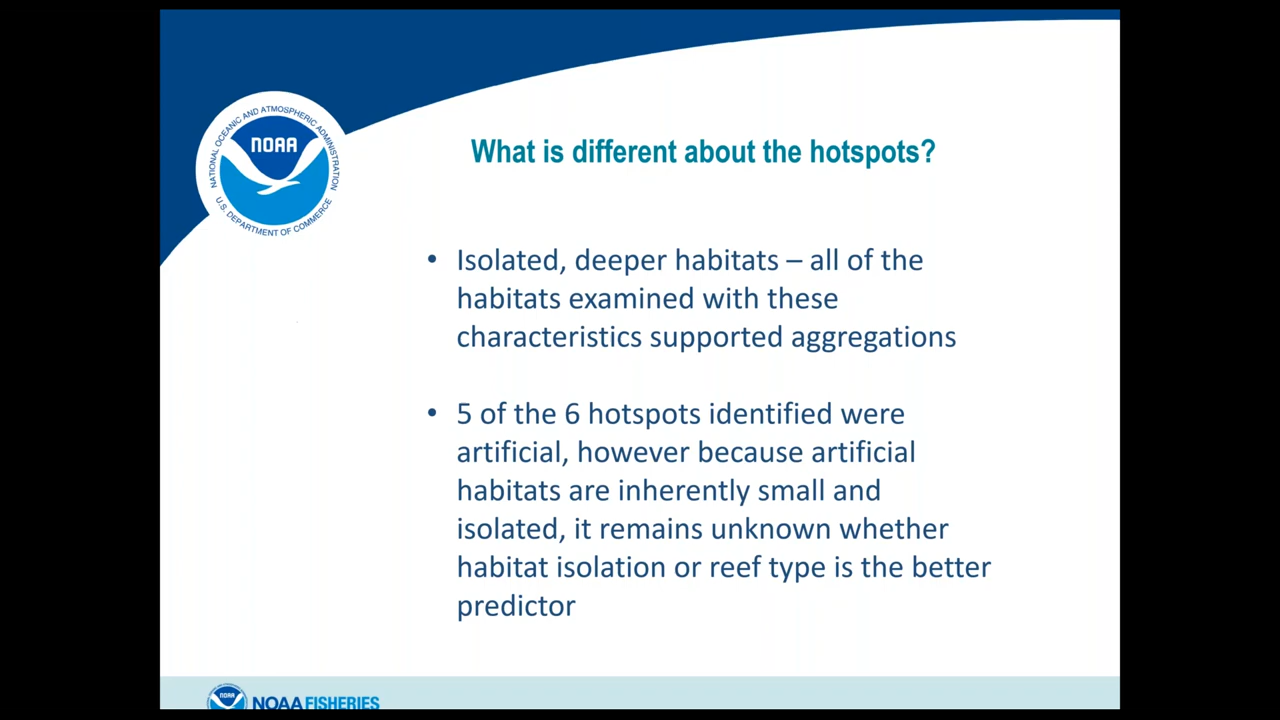 NATIONAL OCEANIC AND ATMOSPHERIC ADMINISTRATION
NOAA
U.S. DEPARTMENT OF COMMERCE
What is different about the hotspots?
• Isolated, deeper habitats – all of the
habitats examined with these
characteristics supported aggregations
• 5 of the 6 hotspots identified were
artificial, however because artificial
habitats are inherently small and
isolated, it remains unknown whether
habitat isolation or reef type is the better
predictor
NOAA
NOAA FISHERIES